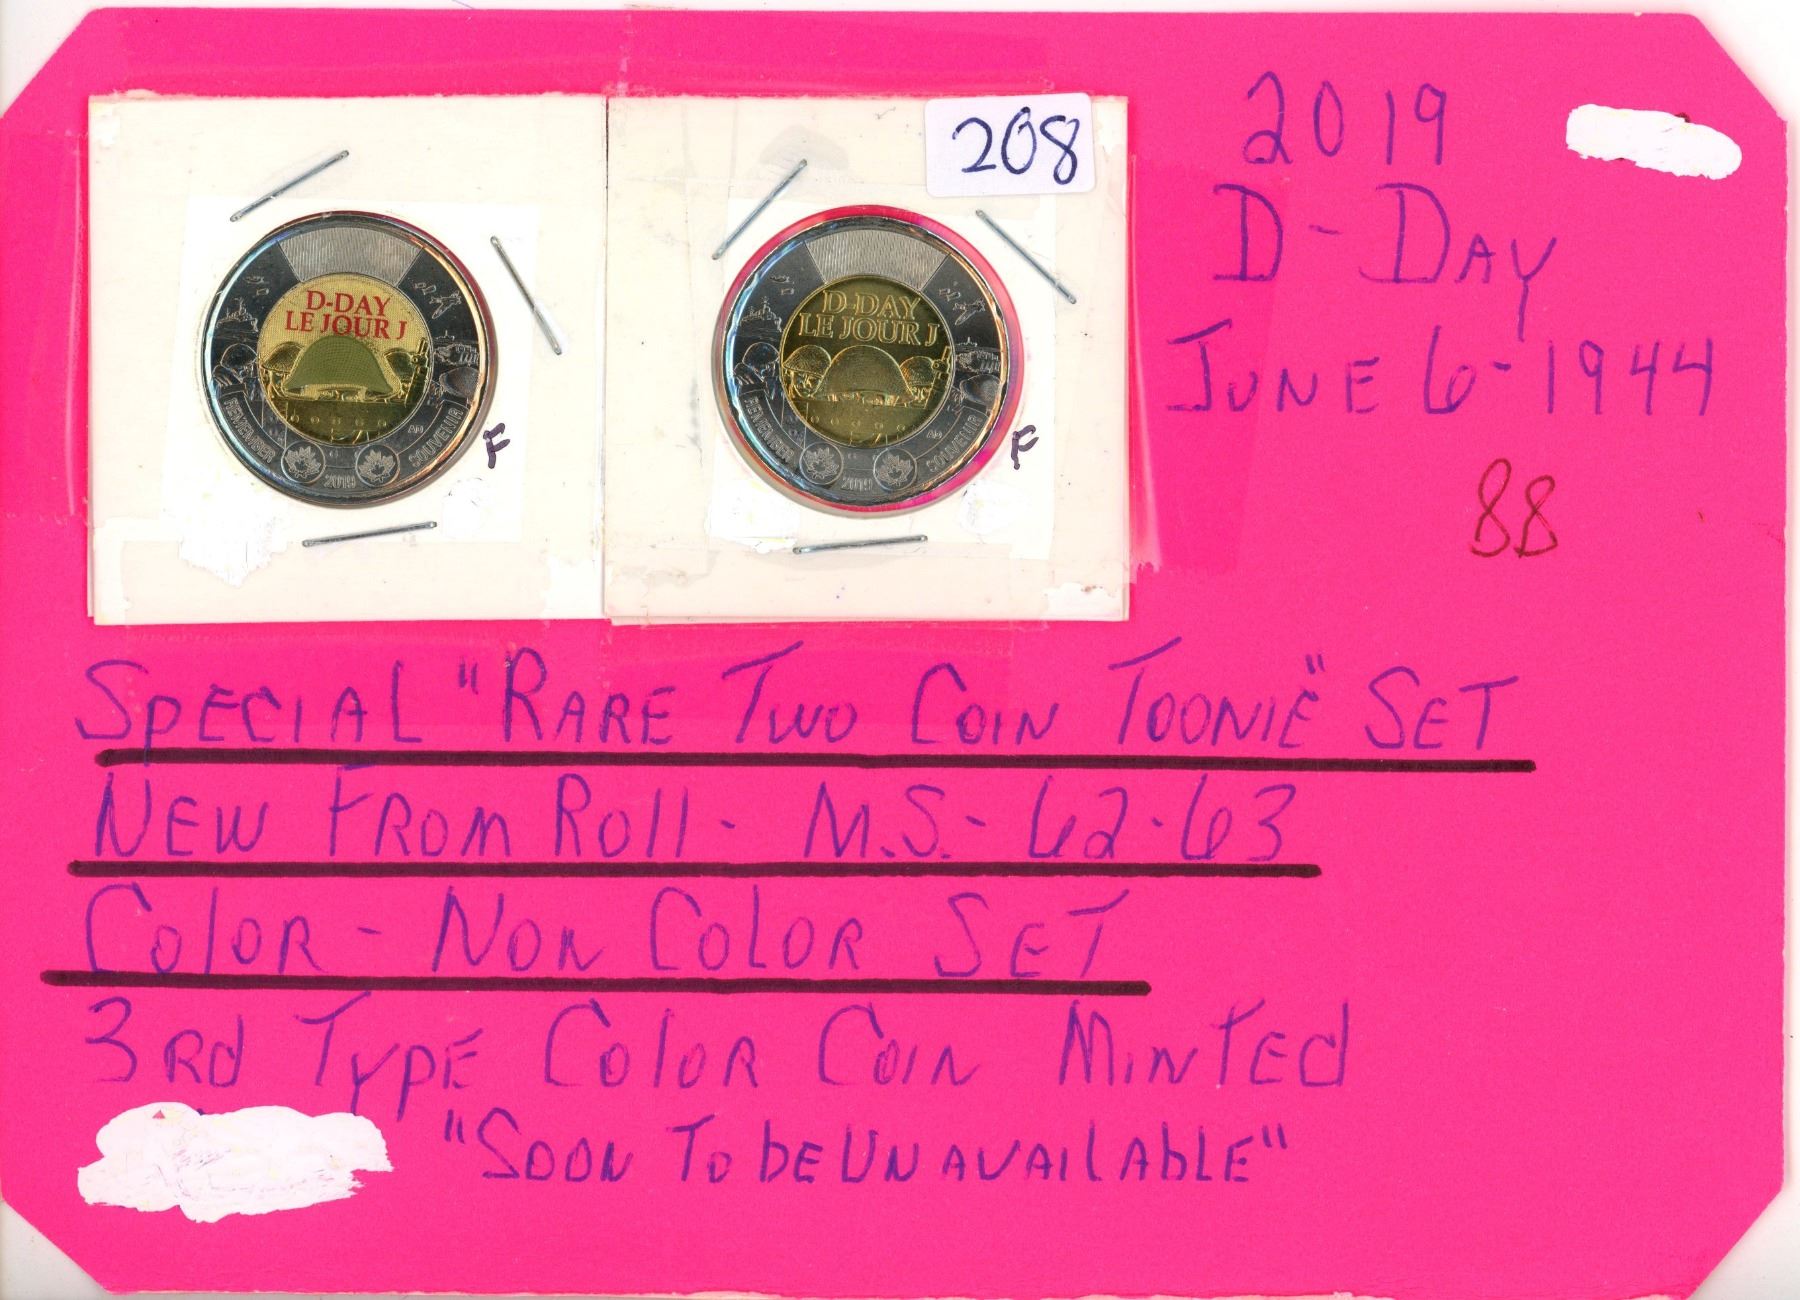 208
2019
D-DAY
JUNE 6-1944
88
D-DAY
LE JOUR J
REMEMBER
SOUVENIR
2019
F
D-DAY
LE JOUR J
REMEMBER
SOUVENIR
2019
F
SPECIAL "RARE TWO COIN TOONIE" SET
NEW FROM ROLL- M.S.- 62-63
COLOR - NON COLOR SET
3RD TYPE COLOR COIN MINTED
"SOON TO bE UNAVAILABLE"